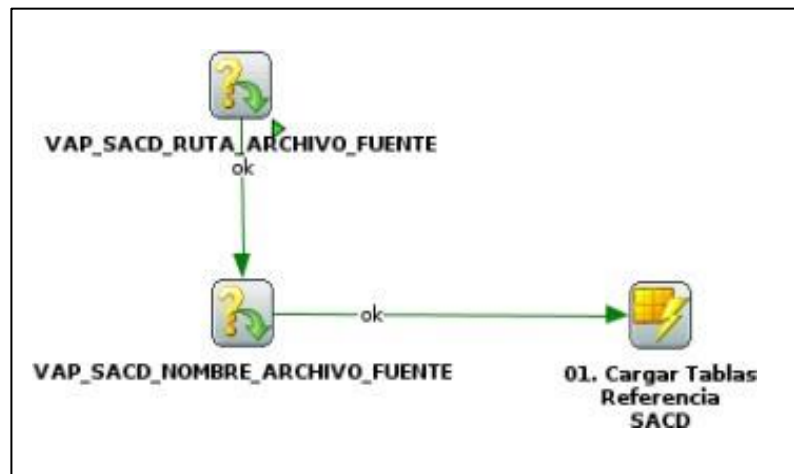 VAP_SACD_RUTA_ARCHIVO_FUENTE
ok
ok
VAP_SACD_NOMBRE_ARCHIVO_FUENTE
01. Cargar Tablas
Referencia
SACD